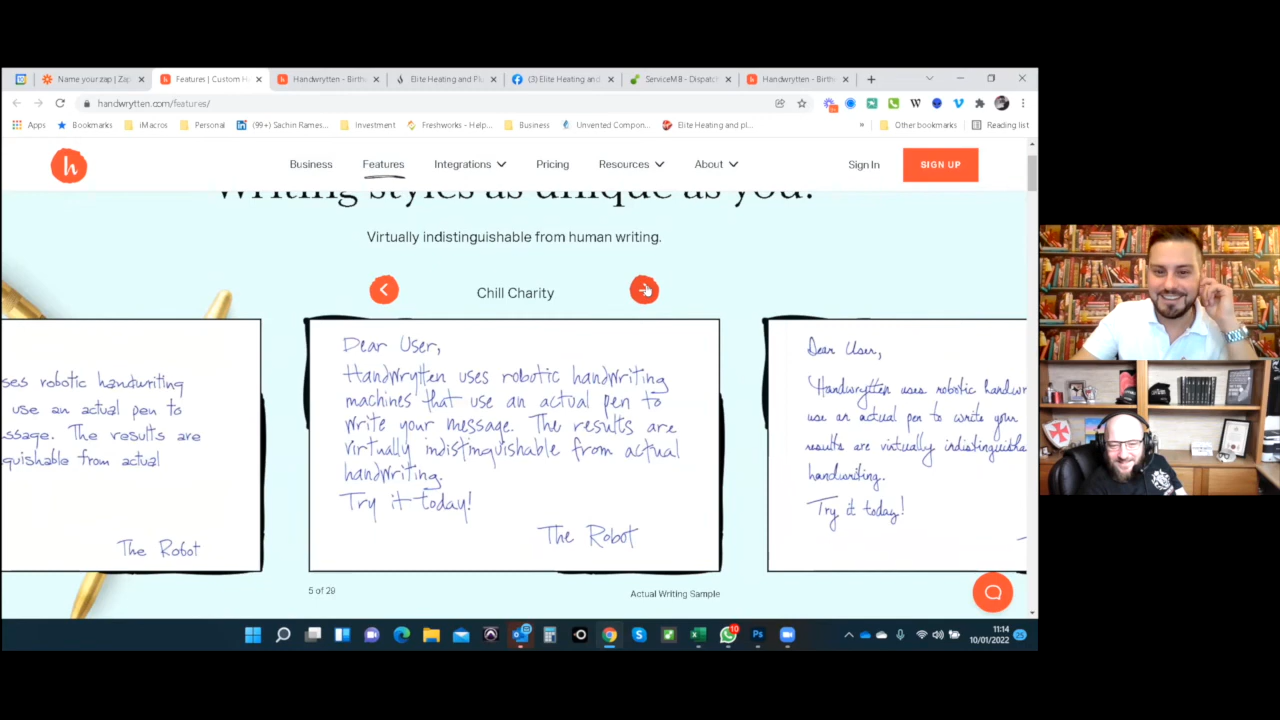 Name your zap | Zap
Features | Custom H
Handwrytten - Birth
Elite Heating and Plu
(3) Elite Heating and
ServiceM8 - Dispatc
Handwrytten - Birth
handwrytten.com/features/
Apps
Bookmarks
iMacros
Personal
(99+) Sachin Rames...
Investment
Freshworks - Help...
Business
Unvented Compon...
Elite Heating and pl...
»
Other bookmarks
Reading list
h
Business
Features
Integrations
Pricing
Resources
About
Sign In
SIGN UP
Writing styles as unique as you.
Virtually indistinguishable from human writing.
Chill Charity
ses robotic handwriting
use an actual pen to
ssage. The results are
quishable from actual
The Robot
Dear User,
Handwrytten uses robotic handwriting
machines that use an actual pen to
write your message. The results are
virtually indistinguishable from actual
handwriting.
Try it today!
The Robot
Dear User,
Handwrytten uses robotic handwr
use an actual pen to write your
results are virtually indistinguishab
handwriting.
Try it today!
5 of 29
Actual Writing Sample
10
11:14
10/01/2022
25